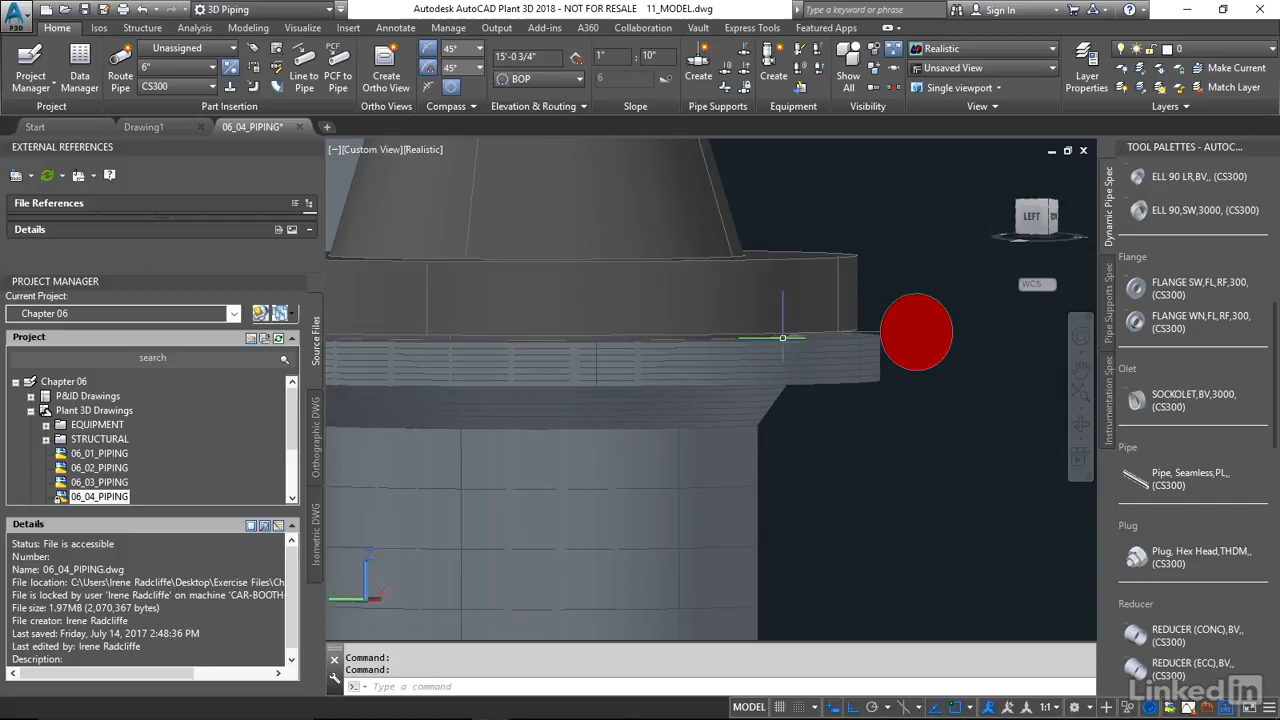 Autodesk AutoCAD Plant 3D 2018 - NOT FOR RESALE 11_MODEL.dwg
P3D
3D Piping
Type a keyword or phrase
Sign In
Home Isos Structure Analysis Modeling Visualize Insert Annotate Manage Output Add-ins A360 Collaboration Vault Express Tools Featured Apps
Project Manager
Data Manager
Project
Route Pipe
Unassigned
6"
CS300
Line to Pipe
PCF to Pipe
Part Insertion
Create Ortho View
Ortho Views
45°
45°
Compass
15'-0 3/4"
BOP
Elevation & Routing
1" : 10"
6
Slope
Create
Pipe Supports
Create
Equipment
Show All
Visibility
Realistic
Unsaved View
Single viewport
View
Layer Properties
0
Make Current
Match Layer
Layers
Start
Drawing1
06_04_PIPING*
EXTERNAL REFERENCES
File References
Details
PROJECT MANAGER
Current Project:
Chapter 06
Project
search
Chapter 06
P&ID Drawings
Plant 3D Drawings
EQUIPMENT
STRUCTURAL
06_01_PIPING
06_02_PIPING
06_03_PIPING
06_04_PIPING
Source Files
Orthographic DWG
Isometric DWG
Details
Status: File is accessible
Number:
Name: 06_04_PIPING.dwg
File location: C:\Users\Irene Radcliffe\Desktop\Exercise Files\Ch
File is locked by user 'Irene Radcliffe' on machine 'CAR-BOOTH-
File size: 1.97MB (2,070,367 bytes)
File creator: Irene Radcliffe
Last saved: Friday, July 14, 2017 2:48:36 PM
Last edited by: Irene Radcliffe
Description:
[−][Custom View][Realistic]
LEFT
WCS
Z
X
Command:
Command:
Type a command
TOOL PALETTES - AUTOC...
Dynamic Pipe Spec
Pipe Supports Spec
Instrumentation Spec
ELL 90 LR,BV,, (CS300)
ELL 90,SW,3000, (CS300)
Flange
FLANGE SW,FL,RF,300,
(CS300)
FLANGE WN,FL,RF,300,
(CS300)
Olet
SOCKOLET,BV,3000,
(CS300)
Pipe
Pipe, Seamless,PL,,
(CS300)
Plug
Plug, Hex Head,THDM,,
(CS300)
Reducer
REDUCER (CONC),BV,,
(CS300)
REDUCER (ECC),BV,,
(CS300)
MODEL
1:1
LinkedIn